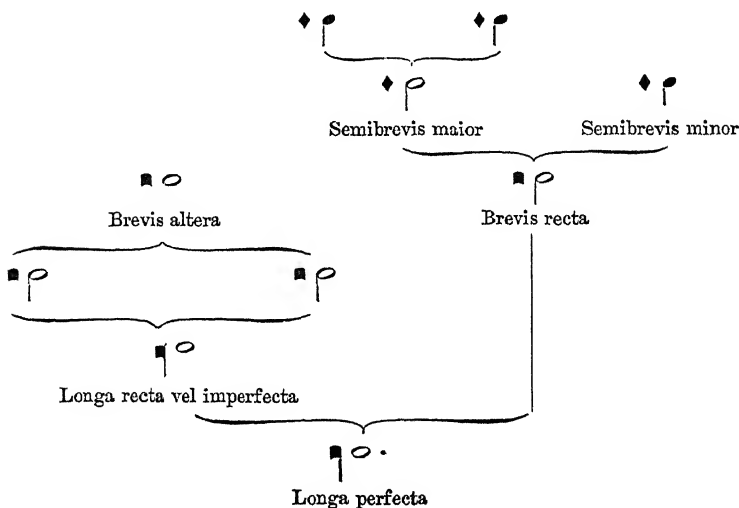 Semibrevis maior
Semibrevis minor
Brevis altera
Brevis recta
Longa recta vel imperfecta
Longa perfecta